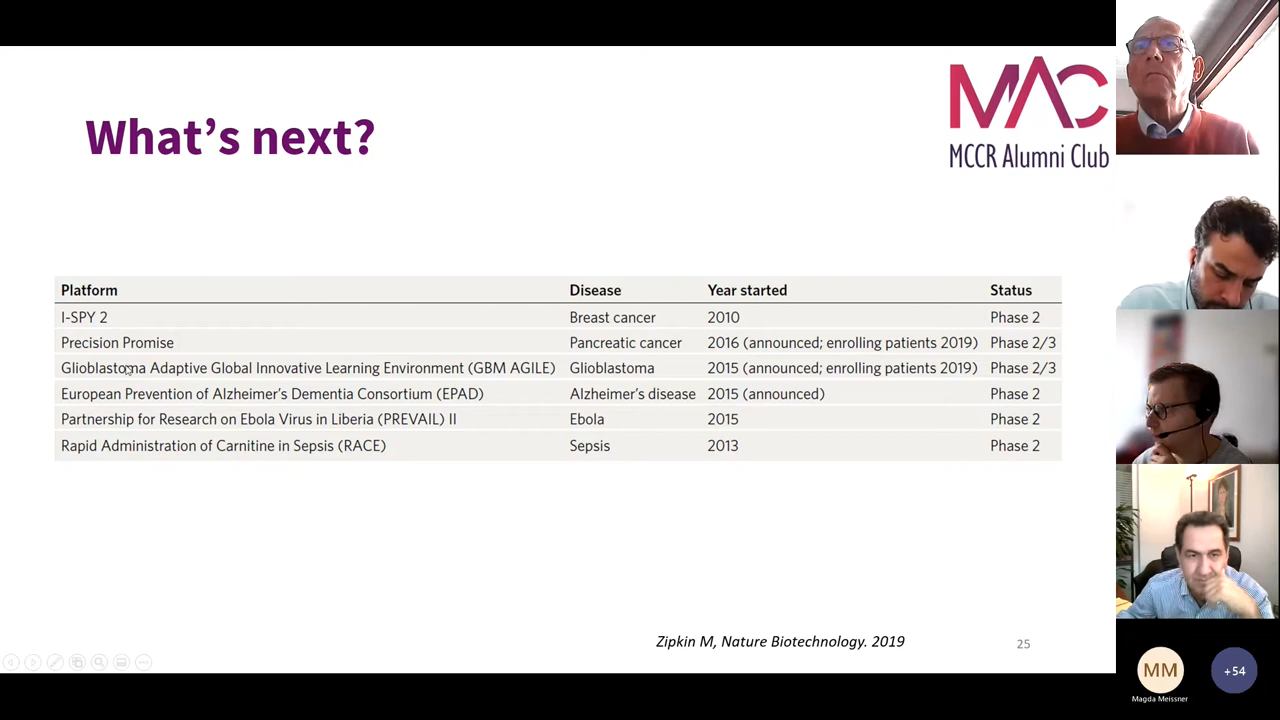 MAC
MCCR Alumni Club
What's next?
Platform Disease Year started Status
I-SPY 2 Breast cancer 2010 Phase 2
Precision Promise Pancreatic cancer 2016 (announced; enrolling patients 2019) Phase 2/3
Glioblastoma Adaptive Global Innovative Learning Environment (GBM AGILE) Glioblastoma 2015 (announced; enrolling patients 2019) Phase 2/3
European Prevention of Alzheimer's Dementia Consortium (EPAD) Alzheimer's disease 2015 (announced) Phase 2
Partnership for Research on Ebola Virus in Liberia (PREVAIL) II Ebola 2015 Phase 2
Rapid Administration of Carnitine in Sepsis (RACE) Sepsis 2013 Phase 2
Zipkin M, Nature Biotechnology. 2019
25
MM
Magda Meissner
+54